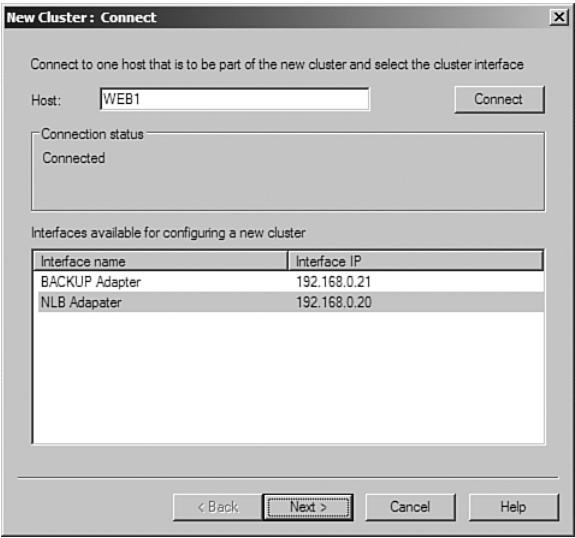 New Cluster : Connect
Connect to one host that is to be part of the new cluster and select the cluster interface
Host: WEB1 Connect
Connection status
Connected
Interfaces available for configuring a new cluster
Interface name Interface IP
BACKUP Adapter 192.168.0.21
NLB Adapater 192.168.0.20
< Back Next > Cancel Help